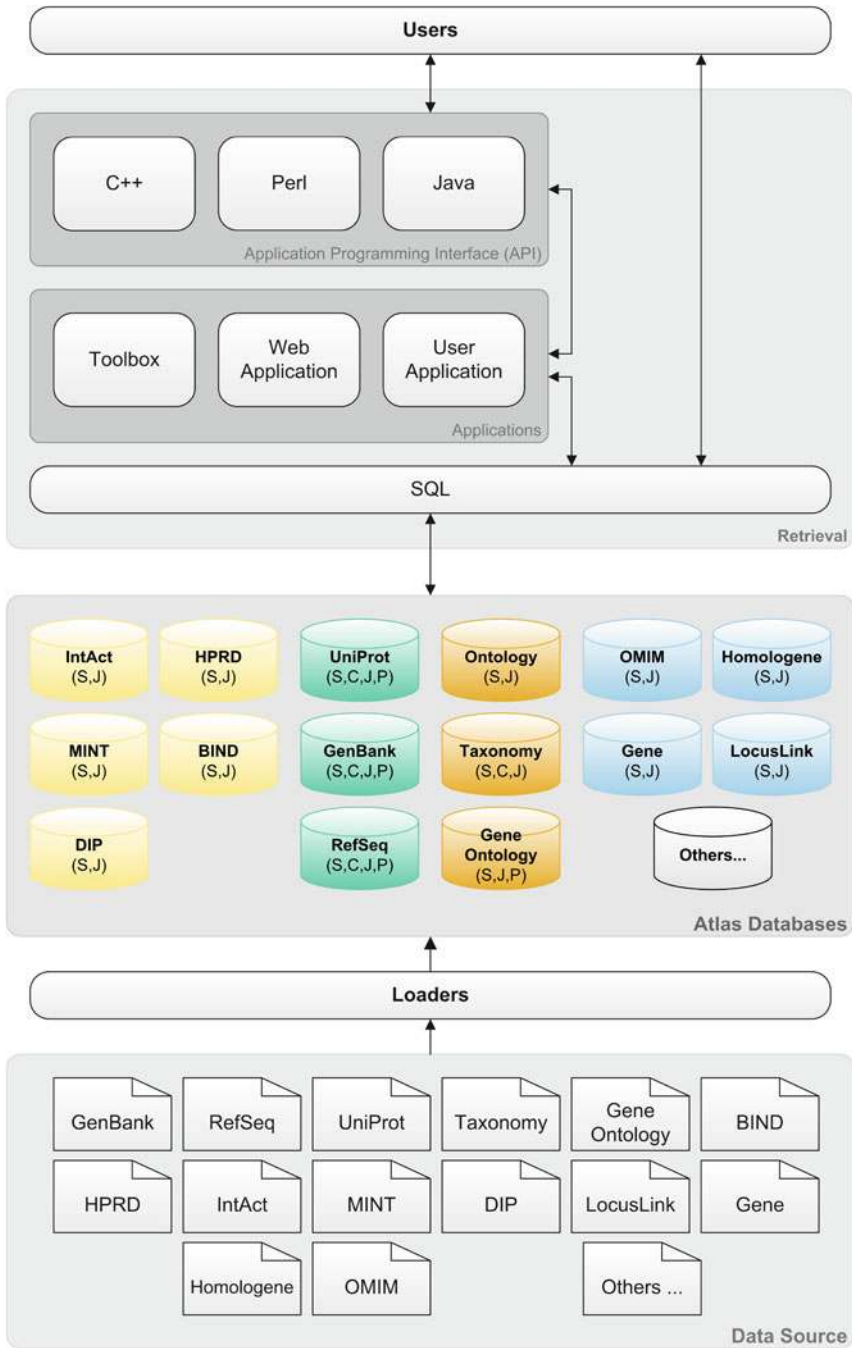 Users
C++
Perl
Java
Application Programming Interface (API)
Toolbox
Web
Application
User
Application
Applications
SQL
Retrieval
IntAct
(S,J)
HPRD
(S,J)
UniProt
(S,C,J,P)
Ontology
(S,J)
OMIM
(S,J)
Homologene
(S,J)
MINT
(S,J)
BIND
(S,J)
GenBank
(S,C,J,P)
Taxonomy
(S,C,J)
Gene
(S,J)
LocusLink
(S,J)
DIP
(S,J)
RefSeq
(S,C,J,P)
Gene
Ontology
(S,J,P)
Others...
Atlas Databases
Loaders
GenBank
RefSeq
UniProt
Taxonomy
Gene
Ontology
BIND
HPRD
IntAct
MINT
DIP
LocusLink
Gene
Homologene
OMIM
Others ...
Data Source